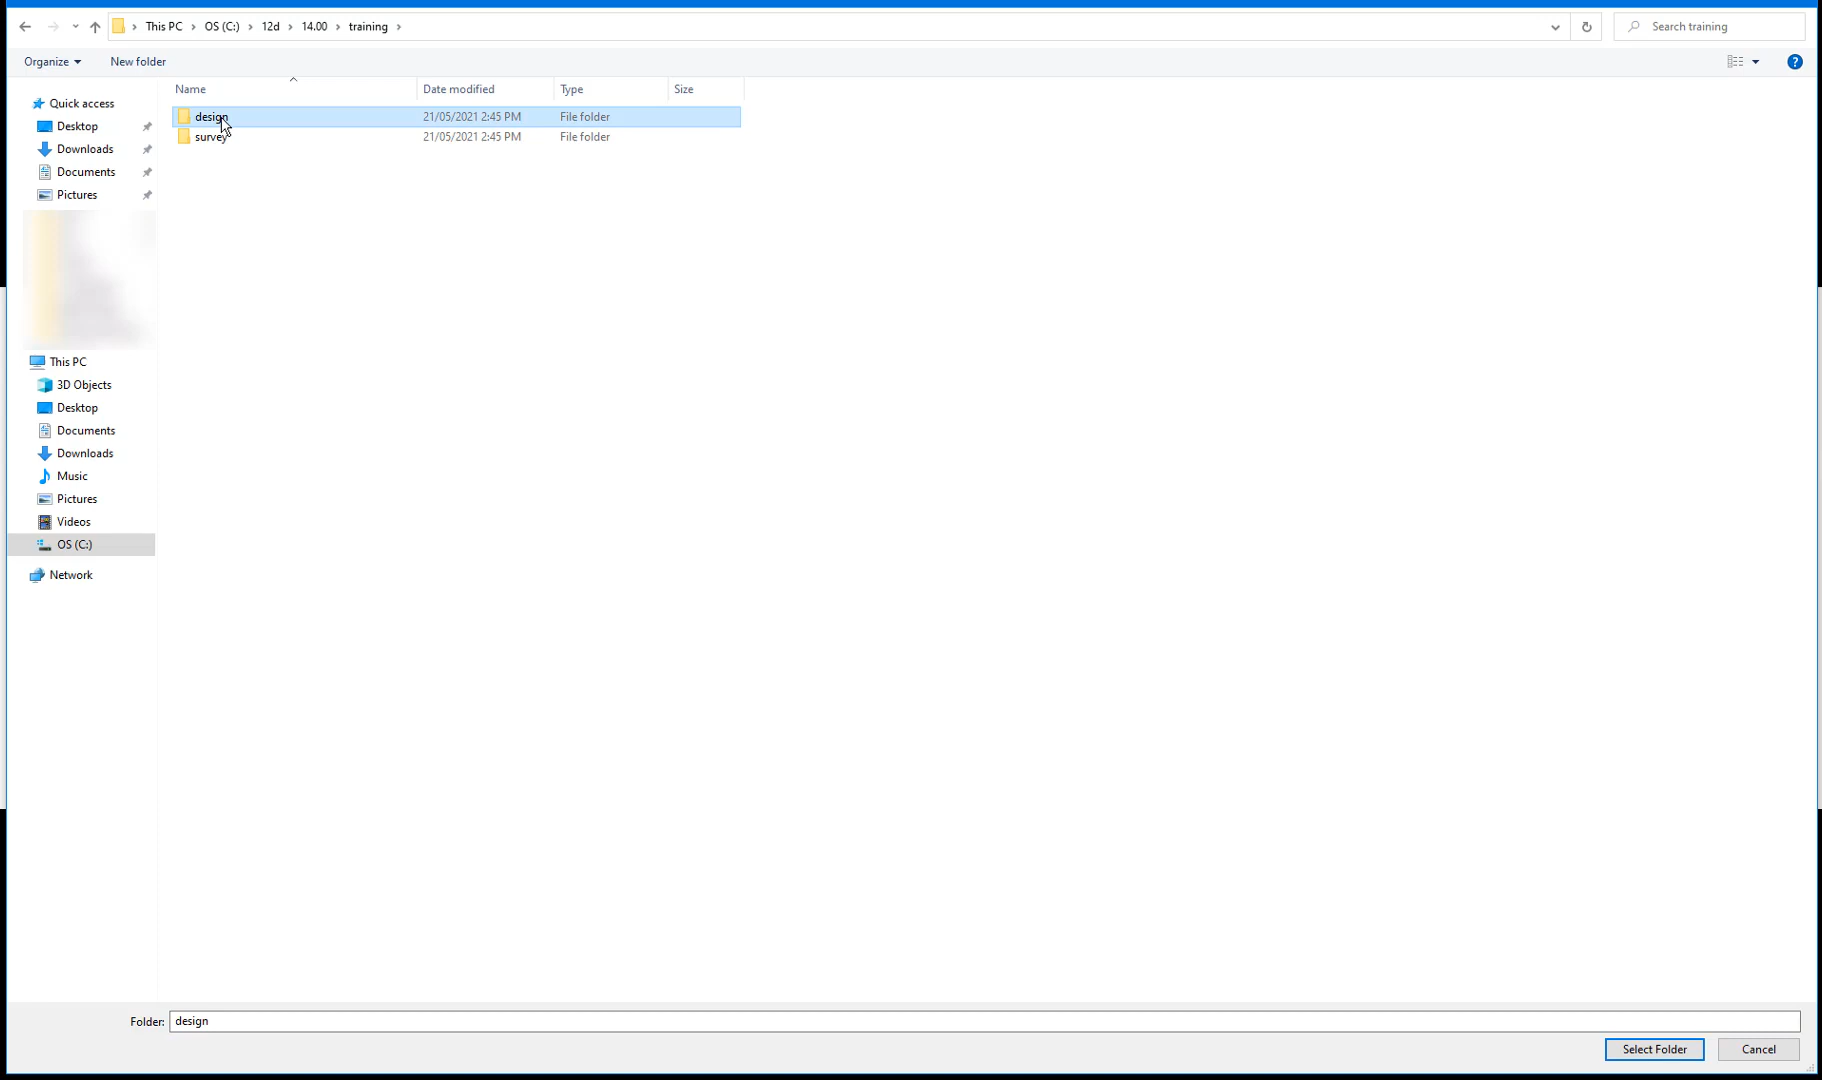 This PC OS (C:) 12d 14.00 training
Search training
Organize New folder
Name Date modified Type Size
Quick access
Desktop
Downloads
Documents
Pictures
design 21/05/2021 2:45 PM File folder
survey 21/05/2021 2:45 PM File folder
This PC
3D Objects
Desktop
Documents
Downloads
Music
Pictures
Videos
OS (C:)
Network
Folder: design
Select Folder Cancel